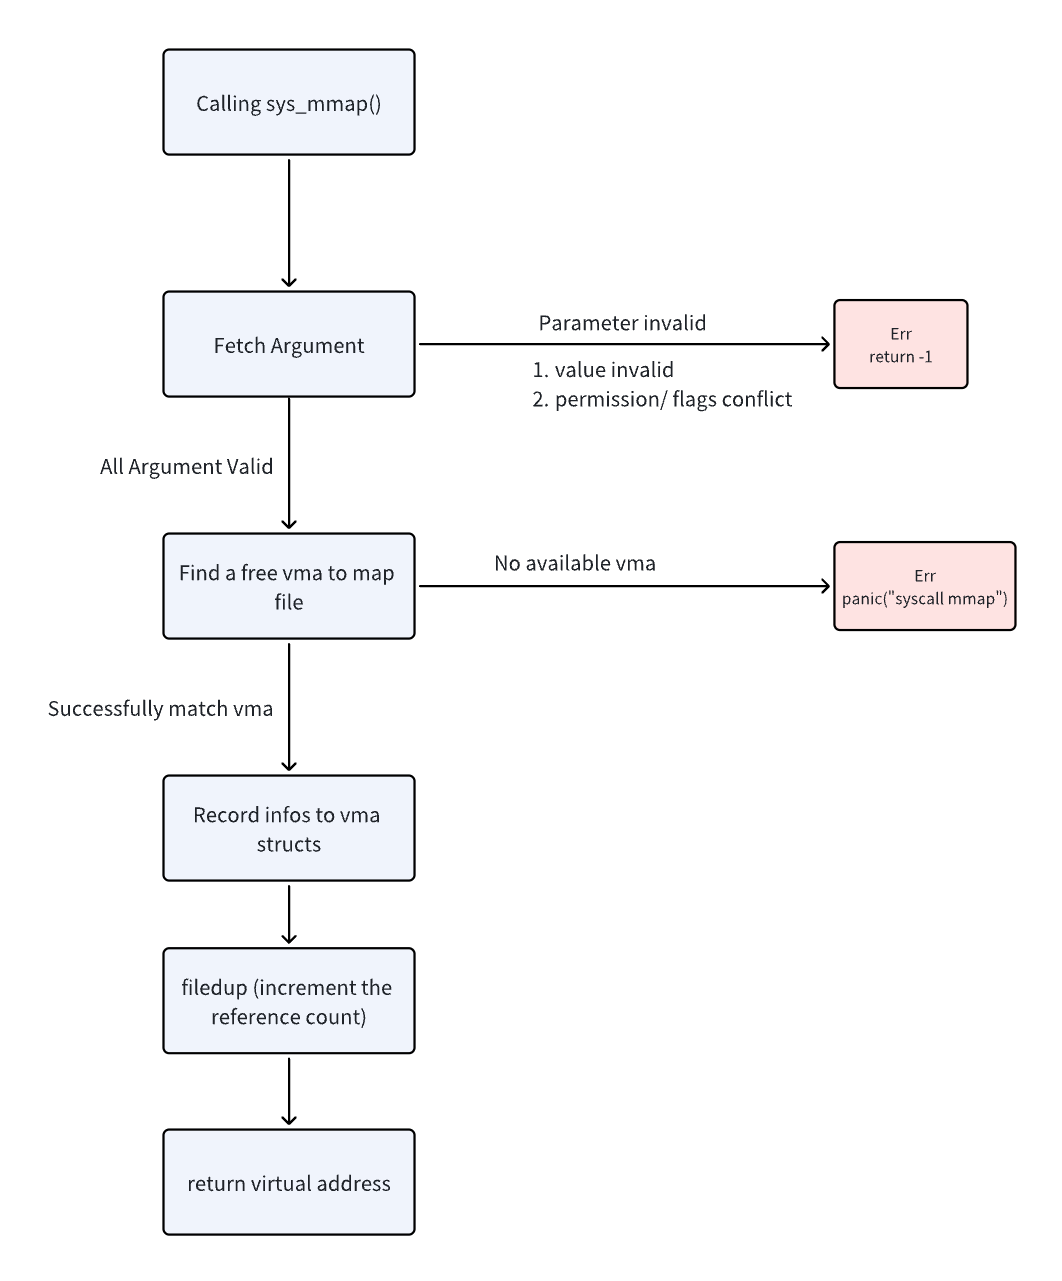 Calling sys_mmap()
Fetch Argument
Parameter invalid
1. value invalid
2. permission/ flags conflict
Err
return -1
All Argument Valid
Find a free vma to map
file
No available vma
Err
panic("syscall mmap")
Successfully match vma
Record infos to vma
structs
filedup (increment the
reference count)
return virtual address